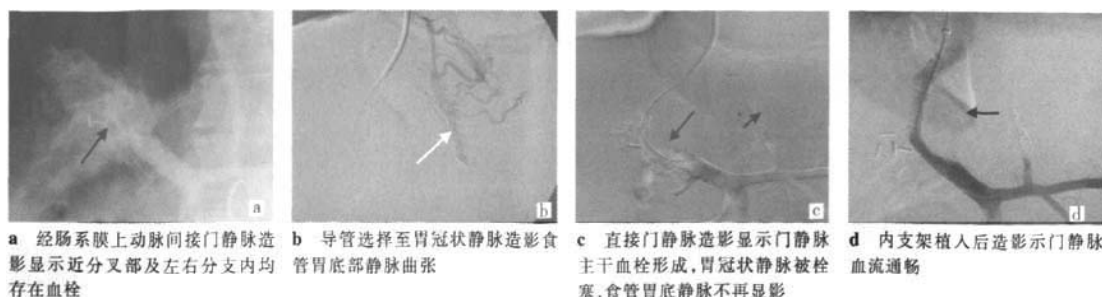 a
b
c
d
a 经肠系膜上动脉间接门静脉造
影显示近分叉部及左右分支内均
存在血栓
b 导管选择至胃冠状静脉造影食
管胃底部静脉曲张
c 直接门静脉造影显示门静脉
主干血栓形成,胃冠状静脉被栓
塞,食管胃底静脉不再显影
d 内支架植入后造影示门静脉
血流通畅